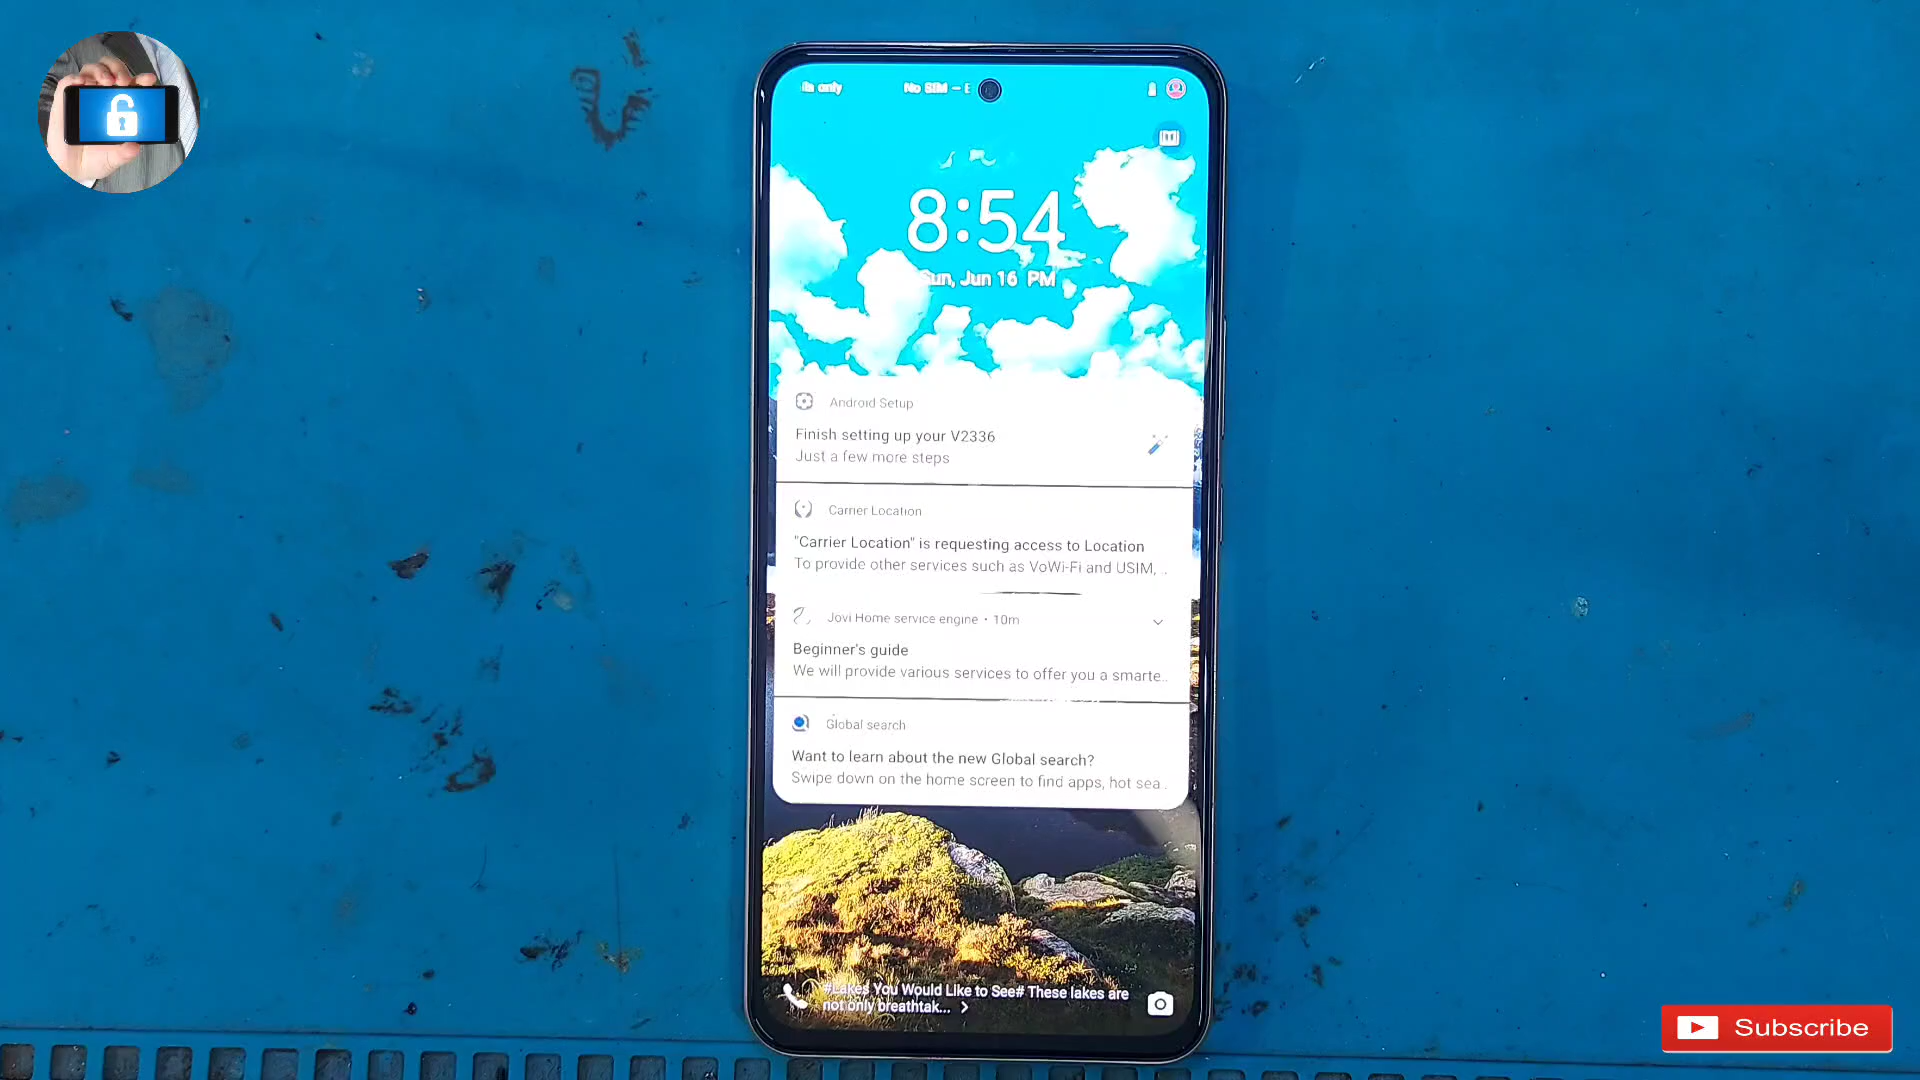 only
No SIM – E
8:54
Sun, Jun 16 PM
Android Setup
Finish setting up your V2336
Just a few more steps
Carrier Location
"Carrier Location" is requesting access to Location
To provide other services such as VoWi-Fi and USIM, ..
Jovi Home service engine • 10m
Beginner's guide
We will provide various services to offer you a smarte..
Global search
Want to learn about the new Global search?
Swipe down on the home screen to find apps, hot sea..
#Lakes You Would Like to See# These lakes are
not only breathtak... >
Subscribe